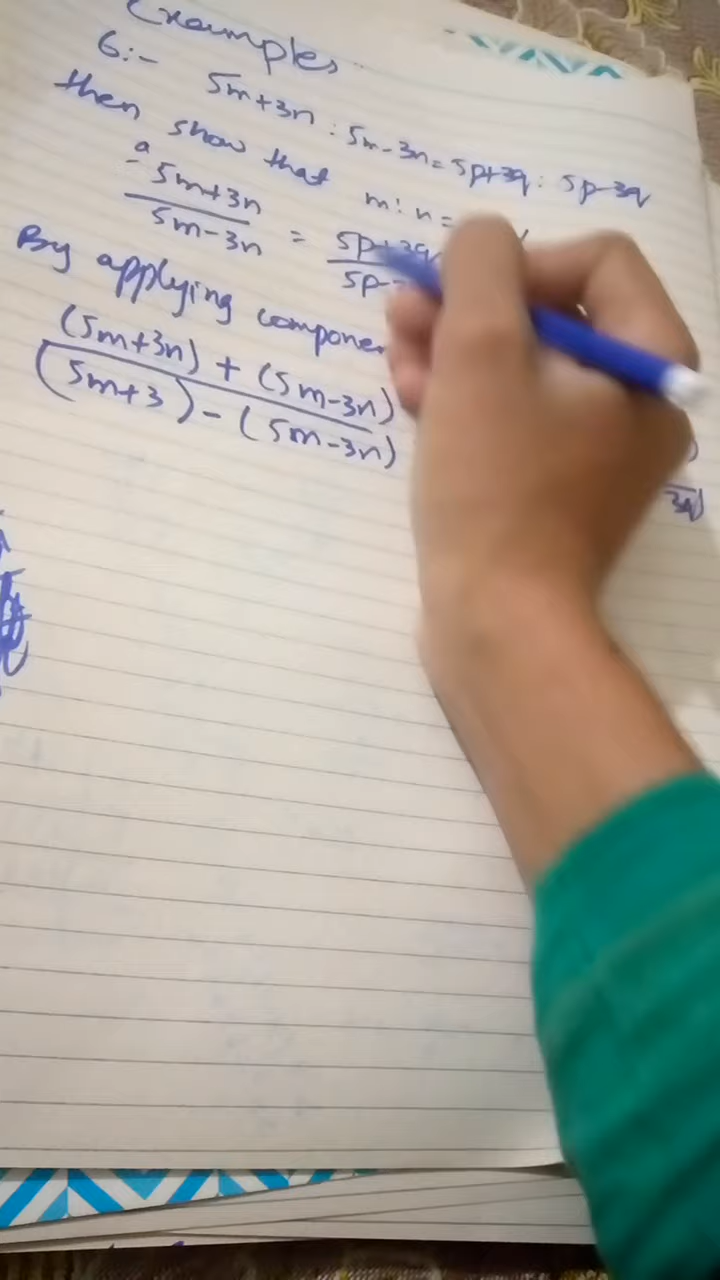 Examples
6:- 5m+3n : 5m-3n = 5p+3q : 5p-3q
then show that m:n=
a
5m+3n / 5m-3n = 5p+3q / 5p-
By applying componen
(5m+3n) + (5m-3n)
(5m+3 ) - (5m-3n)
)
3q)